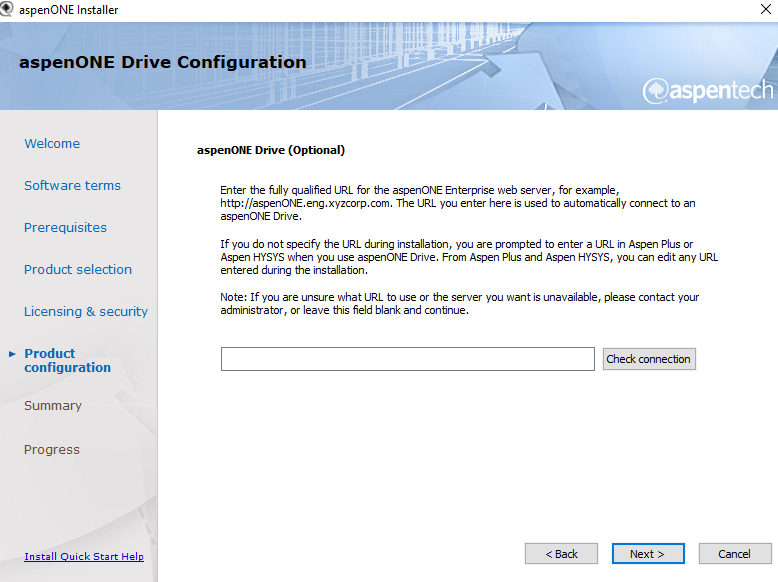 aspenONE Installer
aspenONE Drive Configuration
aspentech
Welcome
Software terms
Prerequisites
Product selection
Licensing & security
Product
configuration
Summary
Progress
Install Quick Start Help
aspenONE Drive (Optional)
Enter the fully qualified URL for the aspenONE Enterprise web server, for example,
http://aspenONE.eng.xyzcorp.com. The URL you enter here is used to automatically connect to an
aspenONE Drive.
If you do not specify the URL during installation, you are prompted to enter a URL in Aspen Plus or
Aspen HYSYS when you use aspenONE Drive. From Aspen Plus and Aspen HYSYS, you can edit any URL
entered during the installation.
Note: If you are unsure what URL to use or the server you want is unavailable, please contact your
administrator, or leave this field blank and continue.
Check connection
< Back
Next >
Cancel